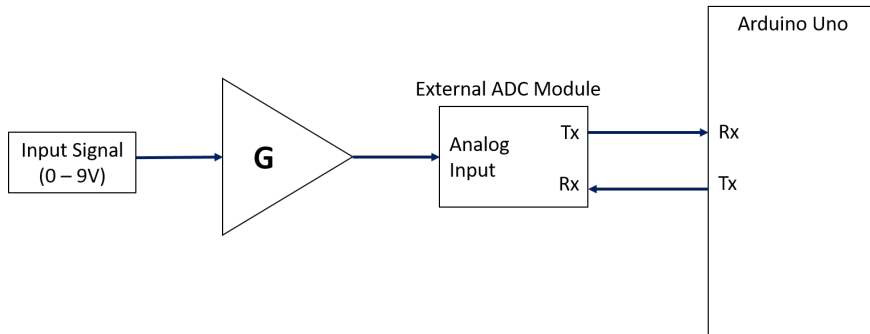 Arduino Uno
External ADC Module
Input Signal
(0 – 9V)
G
Analog
Input
Tx
Rx
Rx
Tx